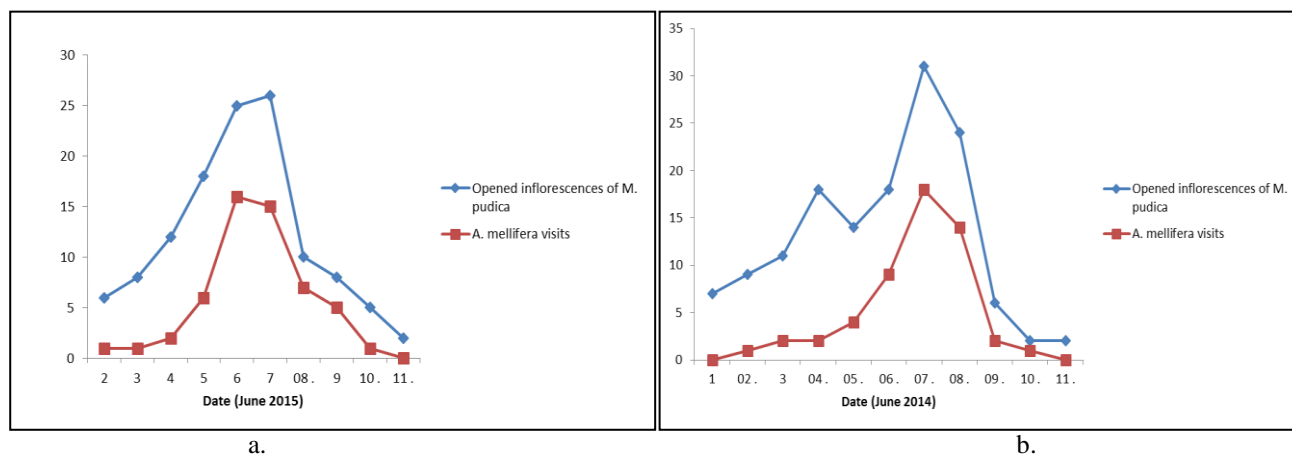 30
25
20
15
10
5
0
2 3 4 5 6 7 08 . 9 10 . 11 .
Date (June 2015)
Opened inflorescences of M.
pudica
A. mellifera visits
a.
35
30
25
20
15
10
5
0
1 02 . 3 04 . 05 . 06 . 07 . 08 . 09 . 10 . 11 .
Date (June 2014)
Opened inflorescences of M.
pudica
A. mellifera visits
b.